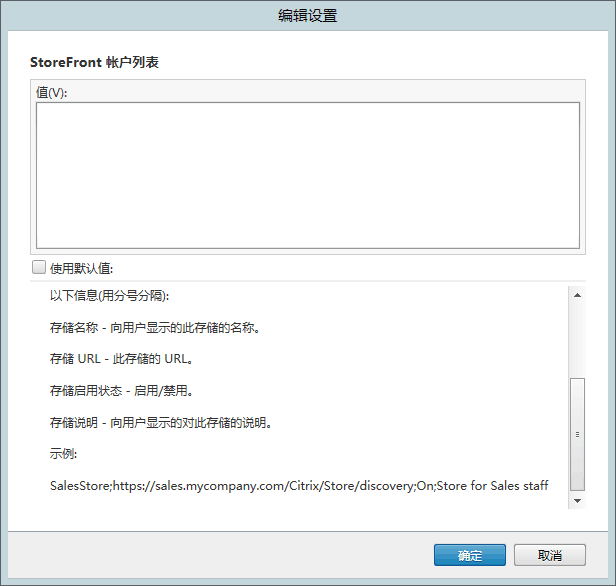 编辑设置
StoreFront 帐户列表
值(V):
使用默认值:
以下信息(用分号分隔):
存储名称 - 向用户显示的此存储的名称。
存储 URL - 此存储的 URL。
存储启用状态 - 启用/禁用。
存储说明 - 向用户显示的对此存储的说明。
示例:
SalesStore;https://sales.mycompany.com/Citrix/Store/discovery;On;Store for Sales staff
确定
取消